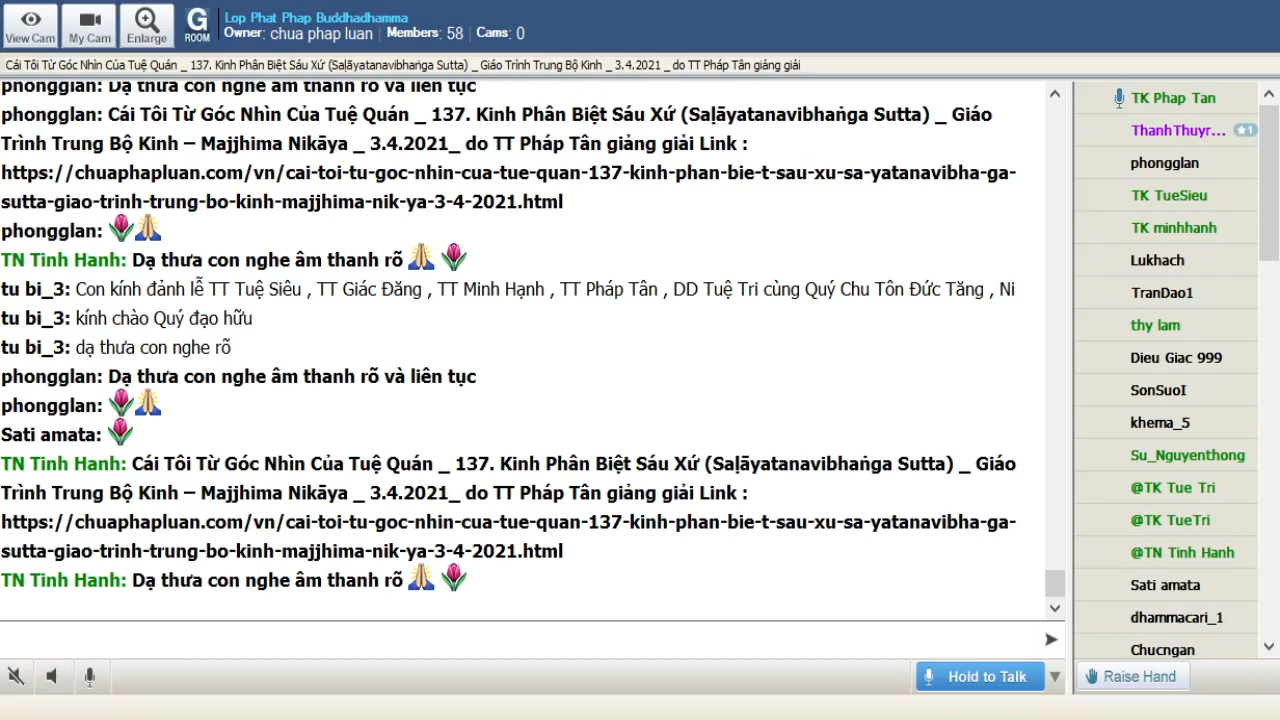 View Cam
My Cam
Enlarge
G
ROOM
Lop Phat Phap Buddhadhamma
Owner: chua phap luan Members: 58 Cams: 0
Cái Tôi Từ Góc Nhìn Của Tuệ Quán _ 137. Kinh Phân Biệt Sáu Xứ (Saḷāyatanavibhaṅga Sutta) _ Giáo Trình Trung Bộ Kinh _ 3.4.2021 _ do TT Pháp Tân giảng giải
phongglan: Dạ thưa con nghe âm thanh rõ và liên tục
phongglan: Cái Tôi Từ Góc Nhìn Của Tuệ Quán _ 137. Kinh Phân Biệt Sáu Xứ (Saḷāyatanavibhaṅga Sutta) _ Giáo
Trình Trung Bộ Kinh – Majjhima Nikāya _ 3.4.2021_ do TT Pháp Tân giảng giải Link :
https://chuaphapluan.com/vn/cai-toi-tu-goc-nhin-cua-tue-quan-137-kinh-phan-bie-t-sau-xu-sa-yatanavibha-ga-
sutta-giao-trinh-trung-bo-kinh-majjhima-nik-ya-3-4-2021.html
phongglan:
TN Tinh Hanh: Dạ thưa con nghe âm thanh rõ
tu bi_3: Con kính đảnh lễ TT Tuệ Siêu , TT Giác Đăng , TT Minh Hạnh , TT Pháp Tân , DD Tuệ Tri cùng Quý Chu Tôn Đức Tăng , Ni
tu bi_3: kính chào Quý đạo hữu
tu bi_3: dạ thưa con nghe rõ
phongglan: Dạ thưa con nghe âm thanh rõ và liên tục
phongglan:
Sati amata:
TN Tinh Hanh: Cái Tôi Từ Góc Nhìn Của Tuệ Quán _ 137. Kinh Phân Biệt Sáu Xứ (Saḷāyatanavibhaṅga Sutta) _ Giáo
Trình Trung Bộ Kinh – Majjhima Nikāya _ 3.4.2021_ do TT Pháp Tân giảng giải Link :
https://chuaphapluan.com/vn/cai-toi-tu-goc-nhin-cua-tue-quan-137-kinh-phan-bie-t-sau-xu-sa-yatanavibha-ga-
sutta-giao-trinh-trung-bo-kinh-majjhima-nik-ya-3-4-2021.html
TN Tinh Hanh: Dạ thưa con nghe âm thanh rõ
TK Phap Tan
ThanhThuyr... ★1
phongglan
TK TueSieu
TK minhhanh
Lukhach
TranDao1
thy lam
Dieu Giac 999
SonSuoI
khema_5
Su_Nguyenthong
@TK Tue Tri
@TK TueTri
@TN Tinh Hanh
Sati amata
dhammacari_1
Chucngan
Hold to Talk
Raise Hand